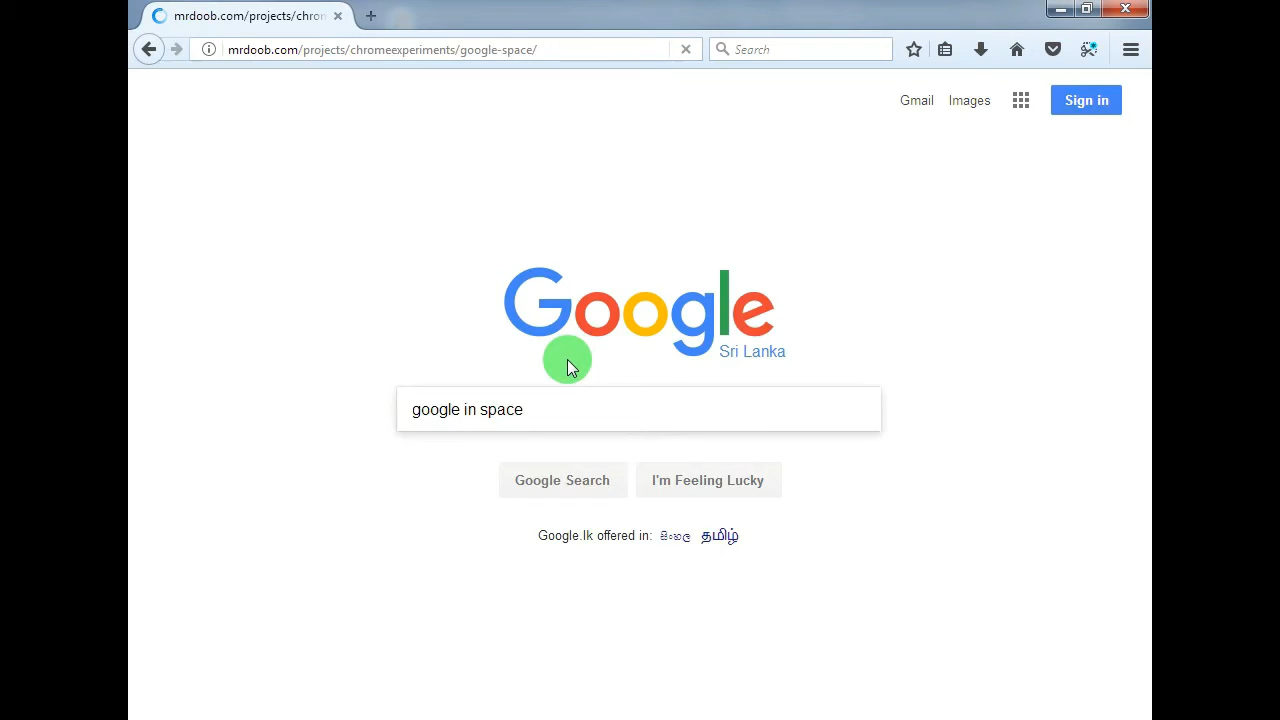 mrdoob.com/projects/chrom
mrdoob.com/projects/chromeexperiments/google-space/
Search
Gmail Images Sign in
Google
Sri Lanka
google in space
Google Search I'm Feeling Lucky
Google.lk offered in: සිංහල தமிழ்